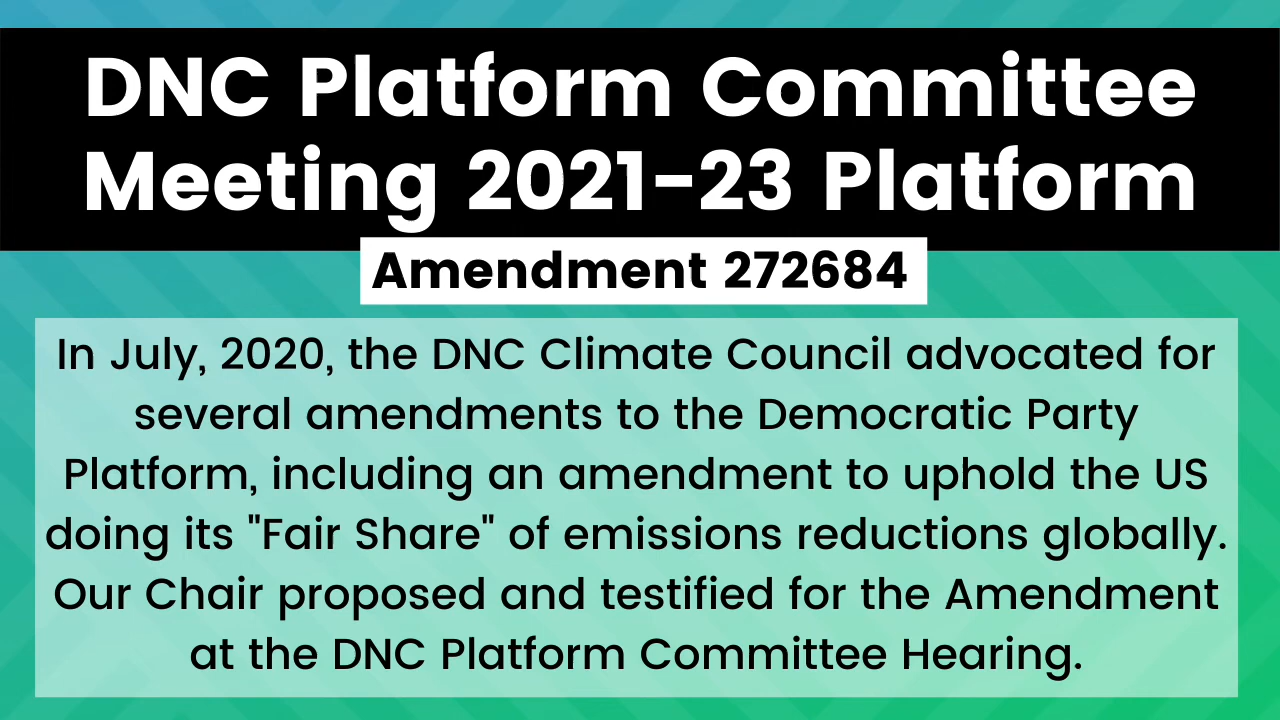 DNC Platform Committee
Meeting 2021-23 Platform
Amendment 272684
In July, 2020, the DNC Climate Council advocated for
several amendments to the Democratic Party
Platform, including an amendment to uphold the US
doing its "Fair Share" of emissions reductions globally.
Our Chair proposed and testified for the Amendment
at the DNC Platform Committee Hearing.